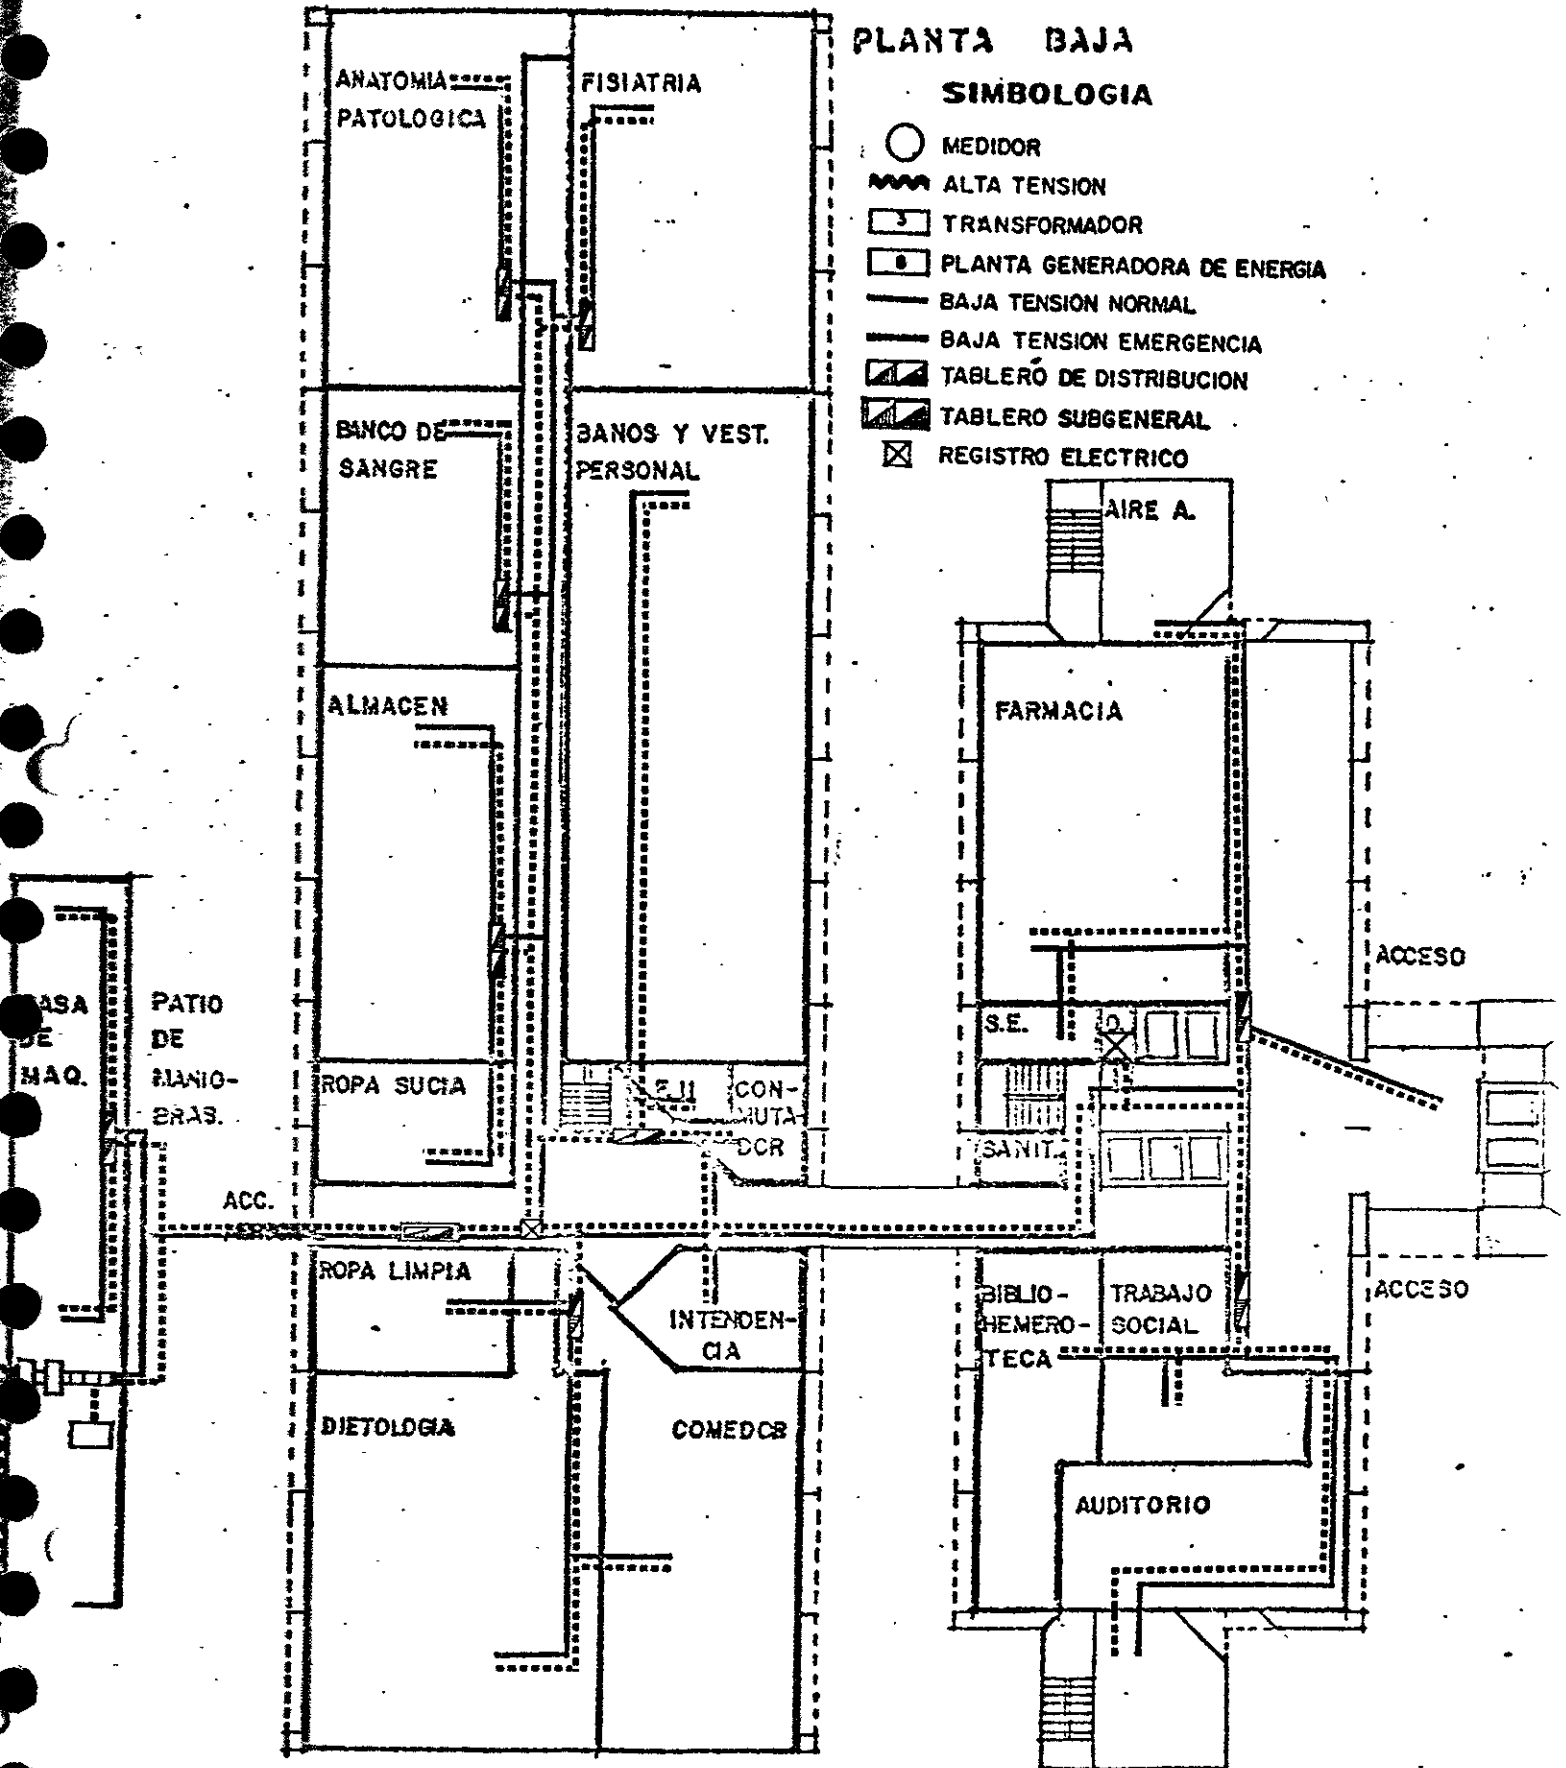 PLANTA BAJA
SIMBOLOGIA
MEDIDOR
ALTA TENSION
3 TRANSFORMADOR
PLANTA GENERADORA DE ENERGIA
BAJA TENSION NORMAL
BAJA TENSION EMERGENCIA
TABLERO DE DISTRIBUCION
TABLERO SUBGENERAL
REGISTRO ELECTRICO
ANATOMIA
PATOLOGICA
FISIATRIA
BANCO DE
SANGRE
BANOS Y VEST.
PERSONAL
AIRE A.
ALMACEN
FARMACIA
ACCESO
CASA
DE
MAQ.
PATIO
DE
MANIO-
BRAS.
S.E.
D.
ROPA SUCIA
CON-
MUTA-
DOR
SANIT.
ACC.
ROPA LIMPIA
INTENDEN-
CIA
BIBLIO-
HEMERO-
TECA
TRABAJO
SOCIAL
ACCESO
DIETOLOGIA
COMEDOR
AUDITORIO